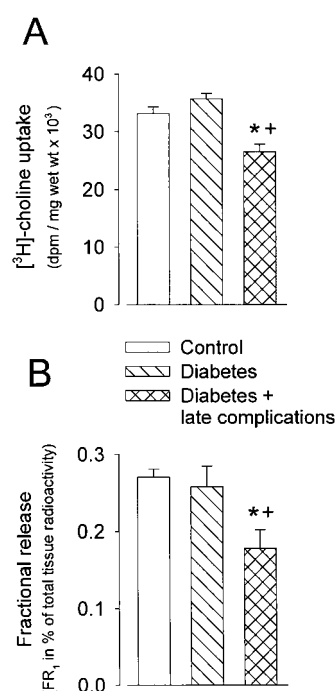 A
[³H]-choline uptake
(dpm / mg wet wt x 10³)
40
30
20
10
0
*+
Control
Diabetes
Diabetes +
late complications
B
Fractional release
FR₁ in % of total tissue radioactivity)
0.3
0.2
0.1
0.0
*+